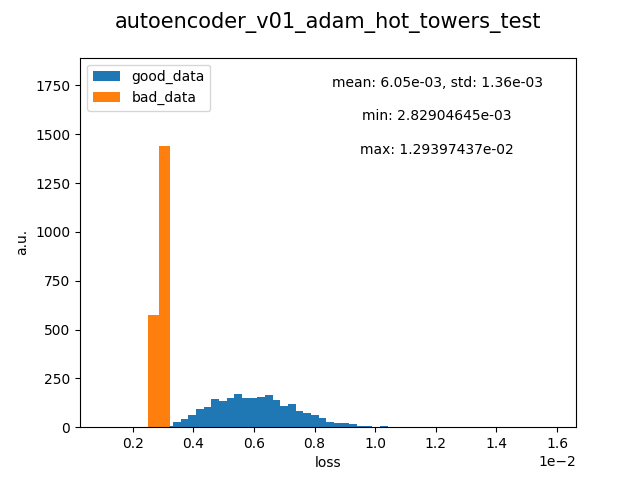 autoencoder_v01_adam_hot_towers_test
good_data
bad_data
mean: 6.05e-03, std: 1.36e-03
min: 2.82904645e-03
max: 1.29397437e-02
a.u.
1750
1500
1250
1000
750
500
250
0
0.2 0.4 0.6 0.8 1.0 1.2 1.4 1.6
1e−2
loss